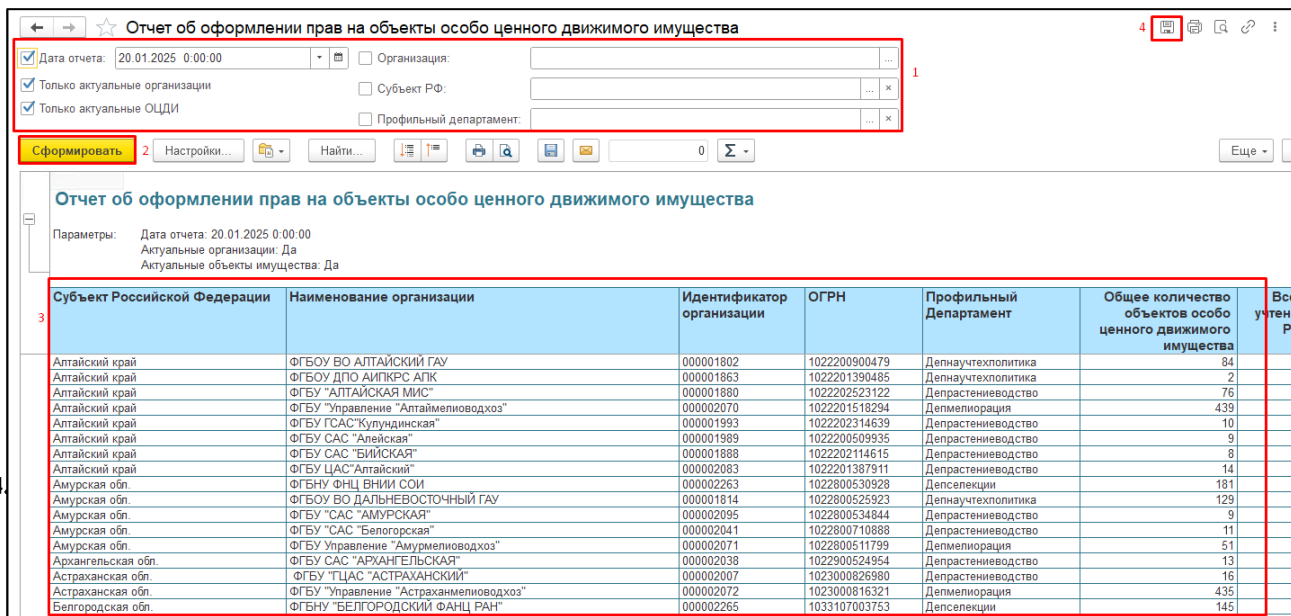 Отчет об оформлении прав на объекты особо ценного движимого имущества 4
Дата отчета: 20.01.2025 0:00:00 Организация:
1
Только актуальные организации Субъект РФ:
Только актуальные ОЦДИ Профильный департамент:
Сформировать 2 Настройки... Найти... 0 Σ Еще
Отчет об оформлении прав на объекты особо ценного движимого имущества
Параметры: Дата отчета: 20.01.2025 0:00:00
Актуальные организации: Да
Актуальные объекты имущества: Да
3
Субъект Российской Федерации Наименование организации Идентификатор организации ОГРН Профильный Департамент Общее количество объектов особо ценного движимого имущества
Алтайский край ФГБОУ ВО АЛТАЙСКИЙ ГАУ 000001802 1022200900479 Депнаучтехполитика 84
Алтайский край ФГБОУ ДПО АИПКРС АПК 000001863 1022201390485 Депнаучтехполитика 2
Алтайский край ФГБУ "АЛТАЙСКАЯ МИС" 000001880 1022202523122 Депрастениеводство 76
Алтайский край ФГБУ "Управление "Алтаймелиоводхоз" 000002070 1022201518294 Депмелиорация 439
Алтайский край ФГБУ ГСАС"Кулундинская" 000001993 1022202314639 Депрастениеводство 10
Алтайский край ФГБУ САС "Алейская" 000001989 1022200509935 Депрастениеводство 9
Алтайский край ФГБУ САС "БИЙСКАЯ" 000001888 1022202114615 Депрастениеводство 8
Алтайский край ФГБУ ЦАС"Алтайский" 000002083 1022201387911 Депрастениеводство 14
Амурская обл. ФГБНУ ФНЦ ВНИИ СОИ 000002263 1022800530928 Депселекции 181
Амурская обл. ФГБОУ ВО ДАЛЬНЕВОСТОЧНЫЙ ГАУ 000001814 1022800525923 Депнаучтехполитика 129
Амурская обл. ФГБУ "САС "АМУРСКАЯ" 000002095 1022800534844 Депрастениеводство 9
Амурская обл. ФГБУ "САС "Белогорская" 000002041 1022800710888 Депрастениеводство 11
Амурская обл. ФГБУ Управление "Амурмелиоводхоз" 000002071 1022800511799 Депмелиорация 51
Архангельская обл. ФГБУ САС "АРХАНГЕЛЬСКАЯ" 000002038 1022900524954 Депрастениеводство 13
Астраханская обл. ФГБУ "ГЦАС "АСТРАХАНСКИЙ" 000002007 1023000826980 Депрастениеводство 16
Астраханская обл. ФГБУ "Управление "Астраханмелиоводхоз" 000002072 1023000816321 Депмелиорация 435
Белгородская обл. ФГБНУ "БЕЛГОРОДСКИЙ ФАНЦ РАН" 000002265 1033107003753 Депселекции 145